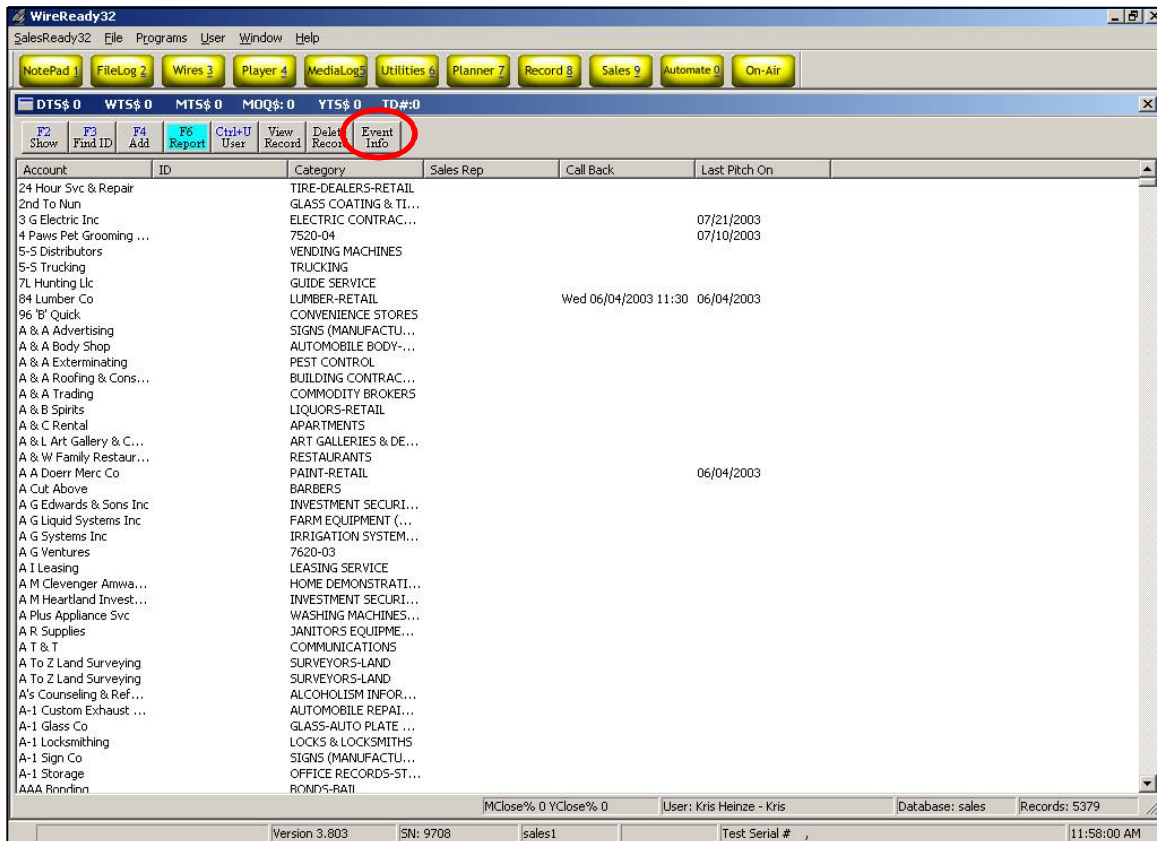 WireReady32
SalesReady32 File Programs User Window Help
NotePad 1 FileLog 2 Wires 3 Player 4 MediaLog5 Utilities 6 Planner 7 Record 8 Sales 9 Automate 0 On-Air
DTS$ 0 WTS$ 0 MTS$ 0 MOQ$: 0 YTS$ 0 TD#:0
F2 Show F3 Find ID F4 Add F6 Report Ctrl+U User View Record Delete Record Event Info
Account ID Category Sales Rep Call Back Last Pitch On
24 Hour Svc & Repair TIRE-DEALERS-RETAIL
2nd To Nun GLASS COATING & TI...
3 G Electric Inc ELECTRIC CONTRAC... 07/21/2003
4 Paws Pet Grooming ... 7520-04 07/10/2003
5-S Distributors VENDING MACHINES
5-S Trucking TRUCKING
7L Hunting Llc GUIDE SERVICE
84 Lumber Co LUMBER-RETAIL Wed 06/04/2003 11:30 06/04/2003
96 'B' Quick CONVENIENCE STORES
A & A Advertising SIGNS (MANUFACTU...
A & A Body Shop AUTOMOBILE BODY-...
A & A Exterminating PEST CONTROL
A & A Roofing & Cons... BUILDING CONTRAC...
A & A Trading COMMODITY BROKERS
A & B Spirits LIQUORS-RETAIL
A & C Rental APARTMENTS
A & L Art Gallery & C... ART GALLERIES & DE...
A & W Family Restaur... RESTAURANTS
A A Doerr Merc Co PAINT-RETAIL 06/04/2003
A Cut Above BARBERS
A G Edwards & Sons Inc INVESTMENT SECURI...
A G Liquid Systems Inc FARM EQUIPMENT (...
A G Systems Inc IRRIGATION SYSTEM...
A G Ventures 7620-03
A I Leasing LEASING SERVICE
A M Clevenger Amwa... HOME DEMONSTRATI...
A M Heartland Invest... INVESTMENT SECURI...
A Plus Appliance Svc WASHING MACHINES...
A R Supplies JANITORS EQUIPME...
A T & T COMMUNICATIONS
A To Z Land Surveying SURVEYORS-LAND
A To Z Land Surveying SURVEYORS-LAND
A's Counseling & Ref... ALCOHOLISM INFOR...
A-1 Custom Exhaust ... AUTOMOBILE REPAI...
A-1 Glass Co GLASS-AUTO PLATE ...
A-1 Locksmithing LOCKS & LOCKSMITHS
A-1 Sign Co SIGNS (MANUFACTU...
A-1 Storage OFFICE RECORDS-ST...
AAA Bonding BONDS-BAIL
MClose% 0 YClose% 0 User: Kris Heinze - Kris Database: sales Records: 5379
Version 3.803 SN: 9708 sales1 Test Serial # , 11:58:00 AM